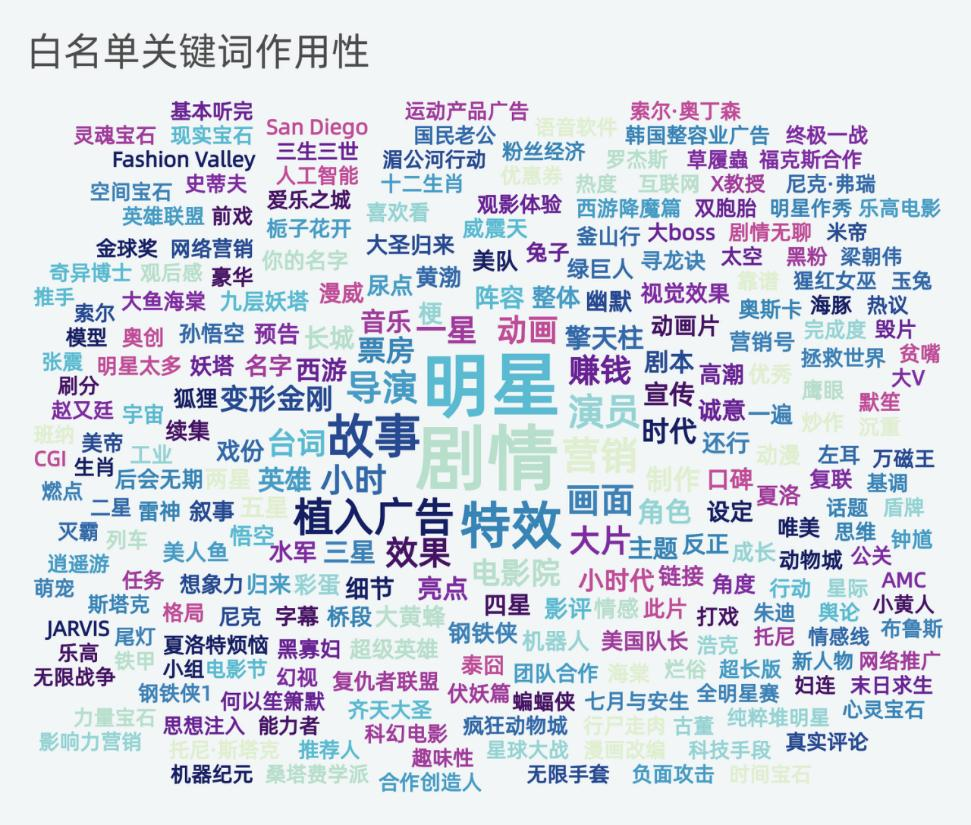 白名单关键词作用性
基本听完 运动产品广告 索尔·奥丁森
灵魂宝石 现实宝石 San Diego 国民老公 语音软件 韩国整容业广告 终极一战
Fashion Valley 三生三世 湄公河行动 粉丝经济 罗杰斯 草履蟲 福克斯合作
空间宝石 史蒂夫 人工智能 十二生肖 优惠券 热度 互联网 X教授 尼克·弗瑞
英雄联盟 前戏 爱乐之城 喜欢看 观影体验 西游降魔篇 双胞胎 明星作秀 乐高电影
金球奖 网络营销 栀子花开 大圣归来 威震天 釜山行 大boss 剧情无聊 米帝
奇异博士 观后感 豪华 你的名字 尿点 黄渤 美队 兔子 绿巨人 寻龙诀 太空 黑粉 梁朝伟
推手 索尔 大鱼海棠 九层妖塔 漫威 阵容 整体 幽默 视觉效果 靠谱 猩红女巫 玉兔
模型 奥创 孙悟空 预告 长城 音乐 梗 一星 动画 擎天柱 动画片 奥斯卡 海豚 热议
张震 明星太多 妖塔 名字 西游 票房 明星 赚钱 剧本 营销号 完成度 毁片
刷分 狐狸 变形金刚 导演 演员 宣传 高潮 优秀 拯救世界 贫嘴 大V
赵又廷 宇宙 续集 故事 剧情 时代 诚意 一遍 鹰眼 默笙
班纳 美帝 戏份 台词 营销 还行 炒作 沉重
CGI 生肖 工业 后会无期 两星 英雄 小时 制作 口碑 动漫 左耳 万磁王
燃点 二星 雷神 叙事 五星 植入广告 特效 画面 角色 设定 夏洛 复联 基调
灭霸 列车 悟空 水军 三星 效果 大片 主题 反正 成长 唯美 话题 盾牌
逍遥游 美人鱼 电影院 动物城 思维 公关 钟馗
萌宠 任务 想象力 归来 彩蛋 细节 亮点 小时代 链接 角度 行动 星际 AMC
斯塔克 格局 尼克 字幕 桥段 大黄蜂 四星 影评 情感 此片 打戏 朱迪 舆论 小黄人
JARVIS 尾灯 夏洛特烦恼 黑寡妇 超级英雄 钢铁侠 机器人 美国队长 浩克 托尼 情感线 布鲁斯
乐高 铁甲 小组 电影节 幻视 泰囧 团队合作 海棠 烂俗 超长版 新人物 网络推广
无限战争 钢铁侠1 何以笙箫默 复仇者联盟 伏妖篇 蝙蝠侠 七月与安生 全明星赛 妇连 末日求生
力量宝石 思想注入 能力者 齐天大圣 疯狂动物城 行尸走肉 古董 纯粹堆明星 心灵宝石
影响力营销 托尼·斯塔克 推荐人 科幻电影 趣味性 星球大战 漫画改编 科技手段 真实评论
机器纪元 桑塔费学派 合作创造人 无限手套 负面攻击 时间宝石